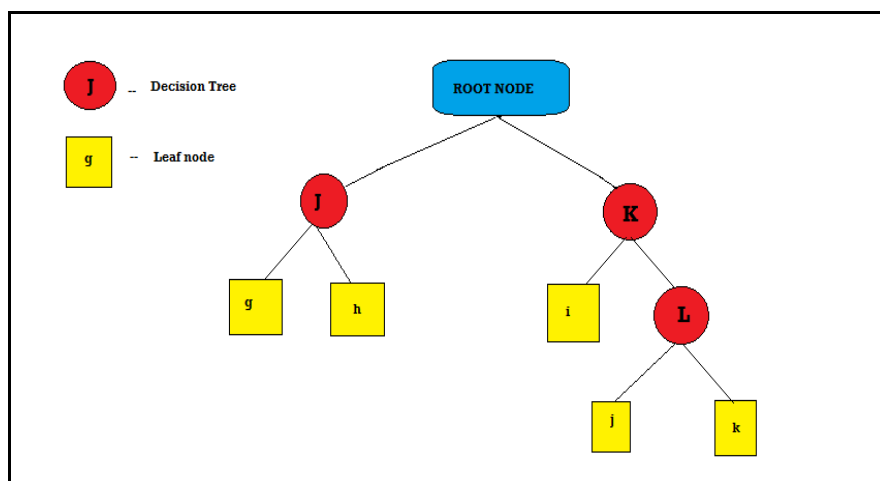 J -- Decision Tree
ROOT NODE
g -- Leaf node
J
K
g
h
i
L
j
k